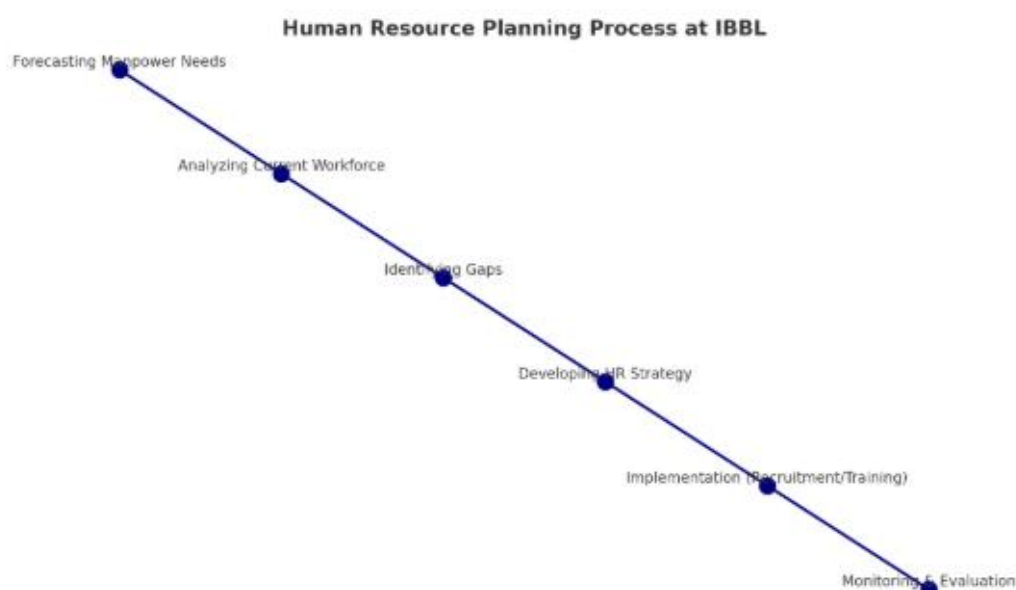 Human Resource Planning Process at IBBL
Forecasting Manpower Needs
Analyzing Current Workforce
Identifying Gaps
Developing HR Strategy
Implementation (Recruitment/Training)
Monitoring & Evaluation